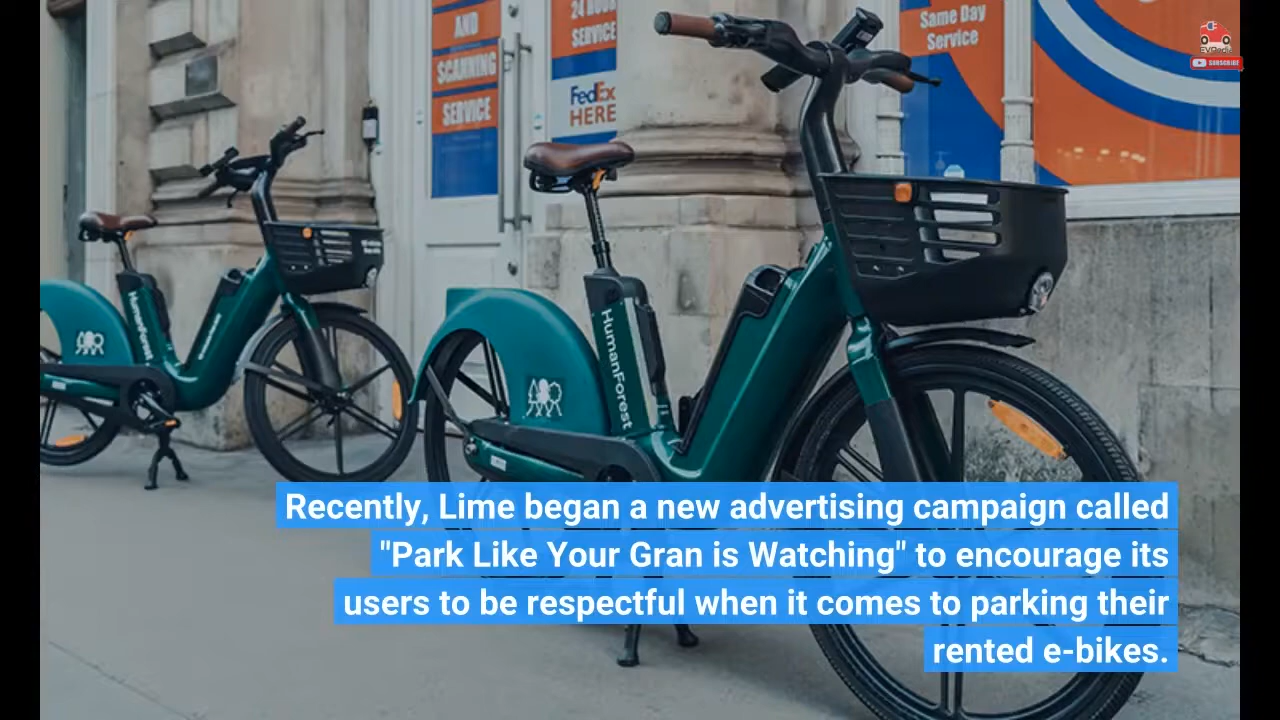 AND
SCANNING
SERVICE
24 HOUR
SERVICE
FedEx
HERE
Same Day
Service
EVPedia
SUBSCRIBE
HumanForest
HumanForest
Recently, Lime began a new advertising campaign called
"Park Like Your Gran is Watching" to encourage its
users to be respectful when it comes to parking their
rented e-bikes.